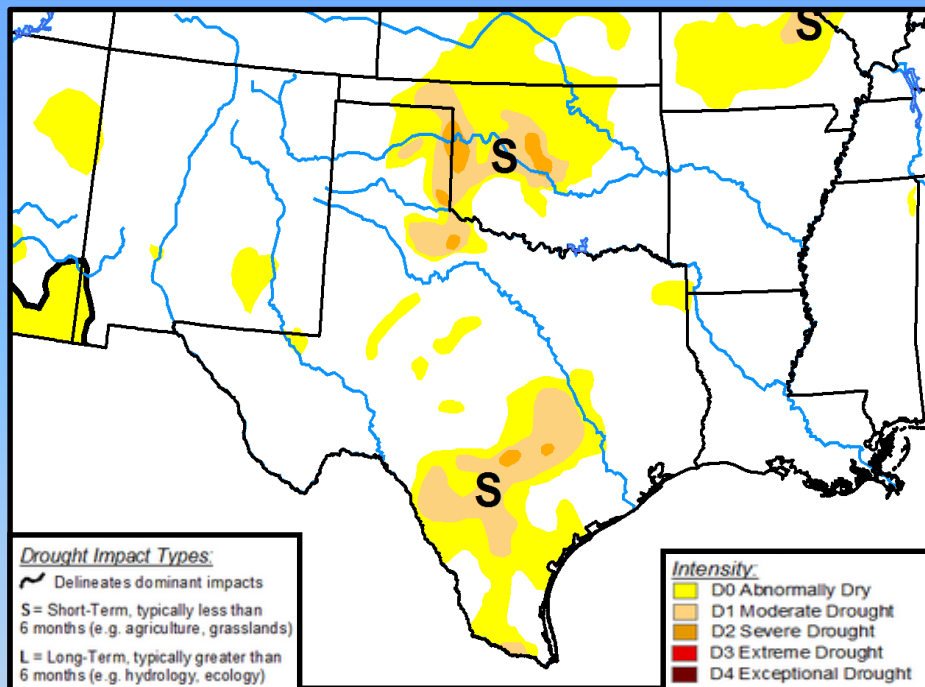 S
S
S
Drought Impact Types:
Delineates dominant impacts
S = Short-Term, typically less than
6 months (e.g. agriculture, grasslands)
L = Long-Term, typically greater than
6 months (e.g. hydrology, ecology)
Intensity:
D0 Abnormally Dry
D1 Moderate Drought
D2 Severe Drought
D3 Extreme Drought
D4 Exceptional Drought